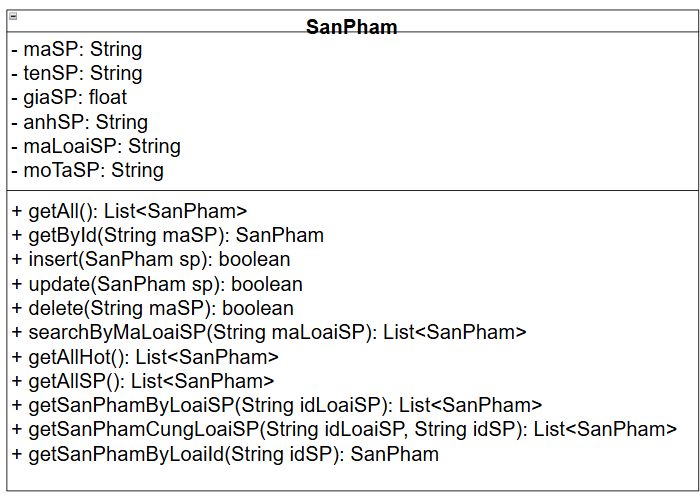 SanPham
- maSP: String
- tenSP: String
- giaSP: float
- anhSP: String
- maLoaiSP: String
- moTaSP: String
+ getAll(): List<SanPham>
+ getById(String maSP): SanPham
+ insert(SanPham sp): boolean
+ update(SanPham sp): boolean
+ delete(String maSP): boolean
+ searchByMaLoaiSP(String maLoaiSP): List<SanPham>
+ getAllHot(): List<SanPham>
+ getAllSP(): List<SanPham>
+ getSanPhamByLoaiSP(String idLoaiSP): List<SanPham>
+ getSanPhamCungLoaiSP(String idLoaiSP, String idSP): List<SanPham>
+ getSanPhamByLoaiId(String idSP): SanPham